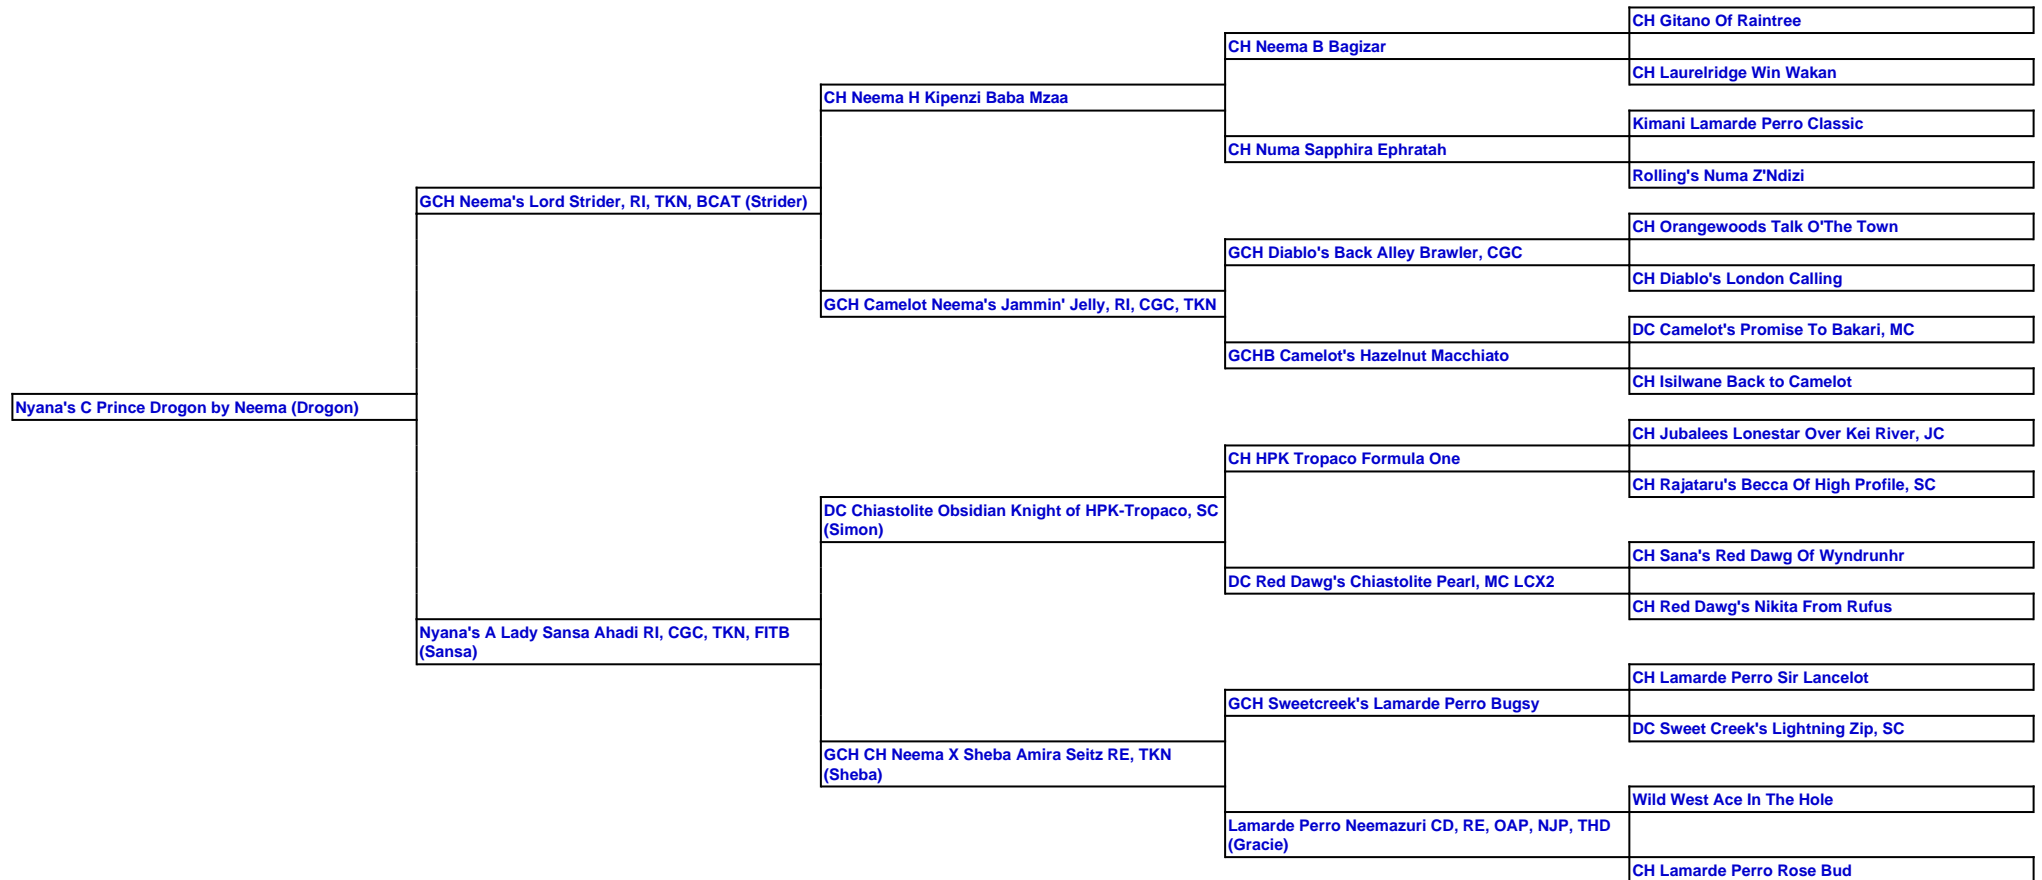 CH Gitano Of Raintree
CH Neema B Bagizar
CH Laurelridge Win Wakan
CH Neema H Kipenzi Baba Mzaa
Kimani Lamarde Perro Classic
CH Numa Sapphira Ephratah
Rolling's Numa Z'Ndizi
GCH Neema's Lord Strider, RI, TKN, BCAT (Strider)
CH Orangewoods Talk O'The Town
GCH Diablo's Back Alley Brawler, CGC
CH Diablo's London Calling
GCH Camelot Neema's Jammin' Jelly, RI, CGC, TKN
DC Camelot's Promise To Bakari, MC
GCHB Camelot's Hazelnut Macchiato
CH Isilwane Back to Camelot
Nyana's C Prince Drogon by Neema (Drogon)
CH Jubalees Lonestar Over Kei River, JC
CH HPK Tropaco Formula One
CH Rajataru's Becca Of High Profile, SC
DC Chiastolite Obsidian Knight of HPK-Tropaco, SC
(Simon)
CH Sana's Red Dawg Of Wyndrunhr
DC Red Dawg's Chiastolite Pearl, MC LCX2
CH Red Dawg's Nikita From Rufus
Nyana's A Lady Sansa Ahadi RI, CGC, TKN, FITB
(Sansa)
CH Lamarde Perro Sir Lancelot
GCH Sweetcreek's Lamarde Perro Bugsy
DC Sweet Creek's Lightning Zip, SC
GCH CH Neema X Sheba Amira Seitz RE, TKN
(Sheba)
Wild West Ace In The Hole
Lamarde Perro Neemazuri CD, RE, OAP, NJP, THD
(Gracie)
CH Lamarde Perro Rose Bud